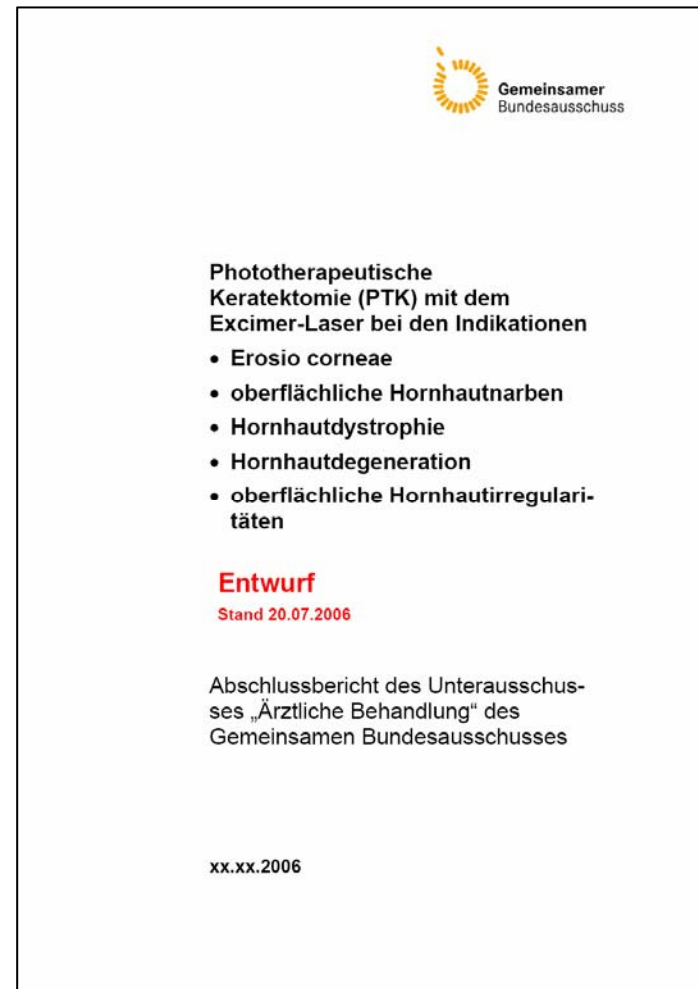 Gemeinsamer
Bundesausschuss
Phototherapeutische
Keratektomie (PTK) mit dem
Excimer-Laser bei den Indikationen
• Erosio corneae
• oberflächliche Hornhautnarben
• Hornhautdystrophie
• Hornhautdegeneration
• oberflächliche Hornhautirregulari-
täten
Entwurf
Stand 20.07.2006
Abschlussbericht des Unterausschus-
ses „Ärztliche Behandlung“ des
Gemeinsamen Bundesausschusses
xx.xx.2006